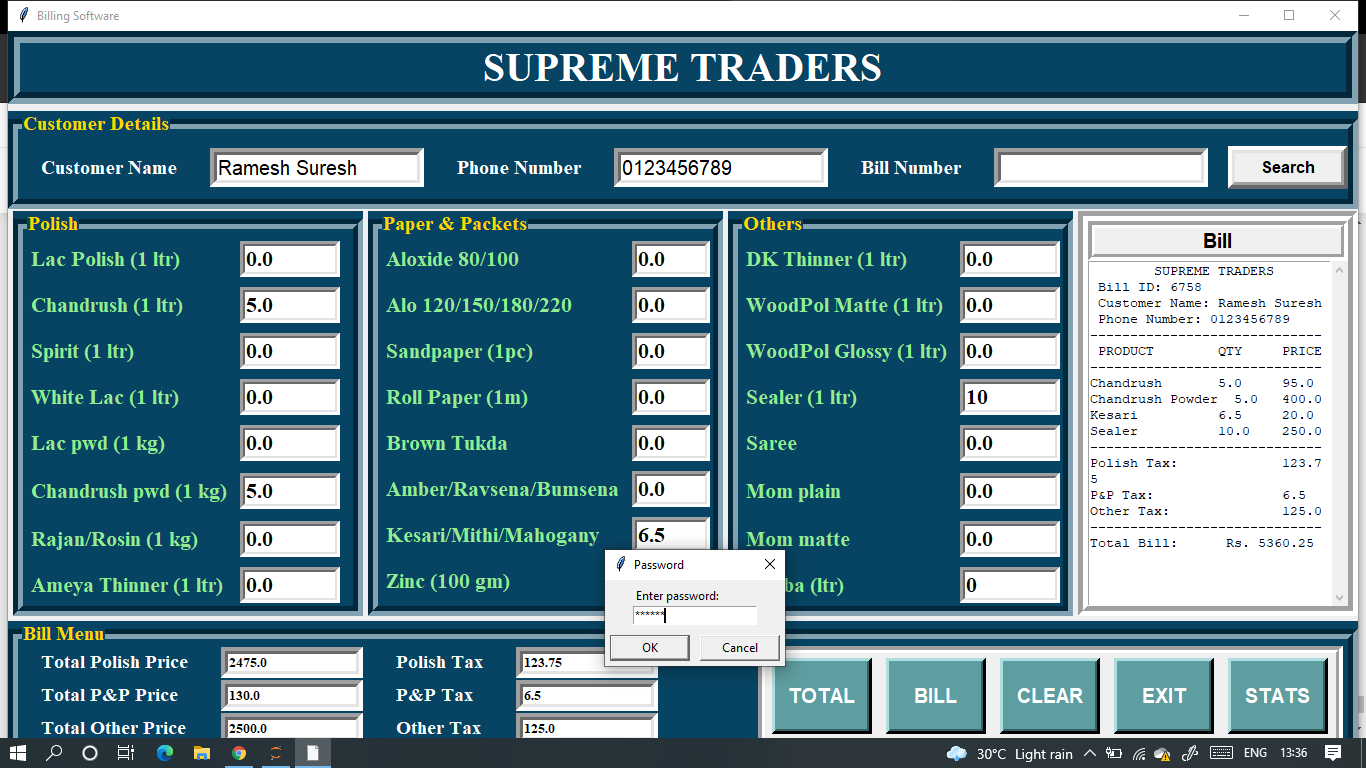 Billing Software
SUPREME TRADERS
Customer Details
Customer Name Ramesh Suresh Phone Number 0123456789 Bill Number Search
Polish
Lac Polish (1 ltr) 0.0
Chandrush (1 ltr) 5.0
Spirit (1 ltr) 0.0
White Lac (1 ltr) 0.0
Lac pwd (1 kg) 0.0
Chandrush pwd (1 kg) 5.0
Rajan/Rosin (1 kg) 0.0
Ameya Thinner (1 ltr) 0.0
Paper & Packets
Aloxide 80/100 0.0
Alo 120/150/180/220 0.0
Sandpaper (1pc) 0.0
Roll Paper (1m) 0.0
Brown Tukda 0.0
Amber/Ravsena/Bumsena 0.0
Kesari/Mithi/Mahogany 6.5
Zinc (100 gm)
Others
DK Thinner (1 ltr) 0.0
WoodPol Matte (1 ltr) 0.0
WoodPol Glossy (1 ltr) 0.0
Sealer (1 ltr) 10
Saree 0.0
Mom plain 0.0
Mom matte 0.0
ba (ltr) 0
Bill
SUPREME TRADERS
Bill ID: 6758
Customer Name: Ramesh Suresh
Phone Number: 0123456789
-----------------------------
PRODUCT QTY PRICE
-----------------------------
Chandrush 5.0 95.0
Chandrush Powder 5.0 400.0
Kesari 6.5 20.0
Sealer 10.0 250.0
-----------------------------
Polish Tax: 123.7
5
P&P Tax: 6.5
Other Tax: 125.0
-----------------------------
Total Bill: Rs. 5360.25
Password
Enter password:
******
OK Cancel
Bill Menu
Total Polish Price 2475.0 Polish Tax 123.75
Total P&P Price 130.0 P&P Tax 6.5
Total Other Price 2500.0 Other Tax 125.0
TOTAL BILL CLEAR EXIT STATS
30°C Light rain ENG 13:36